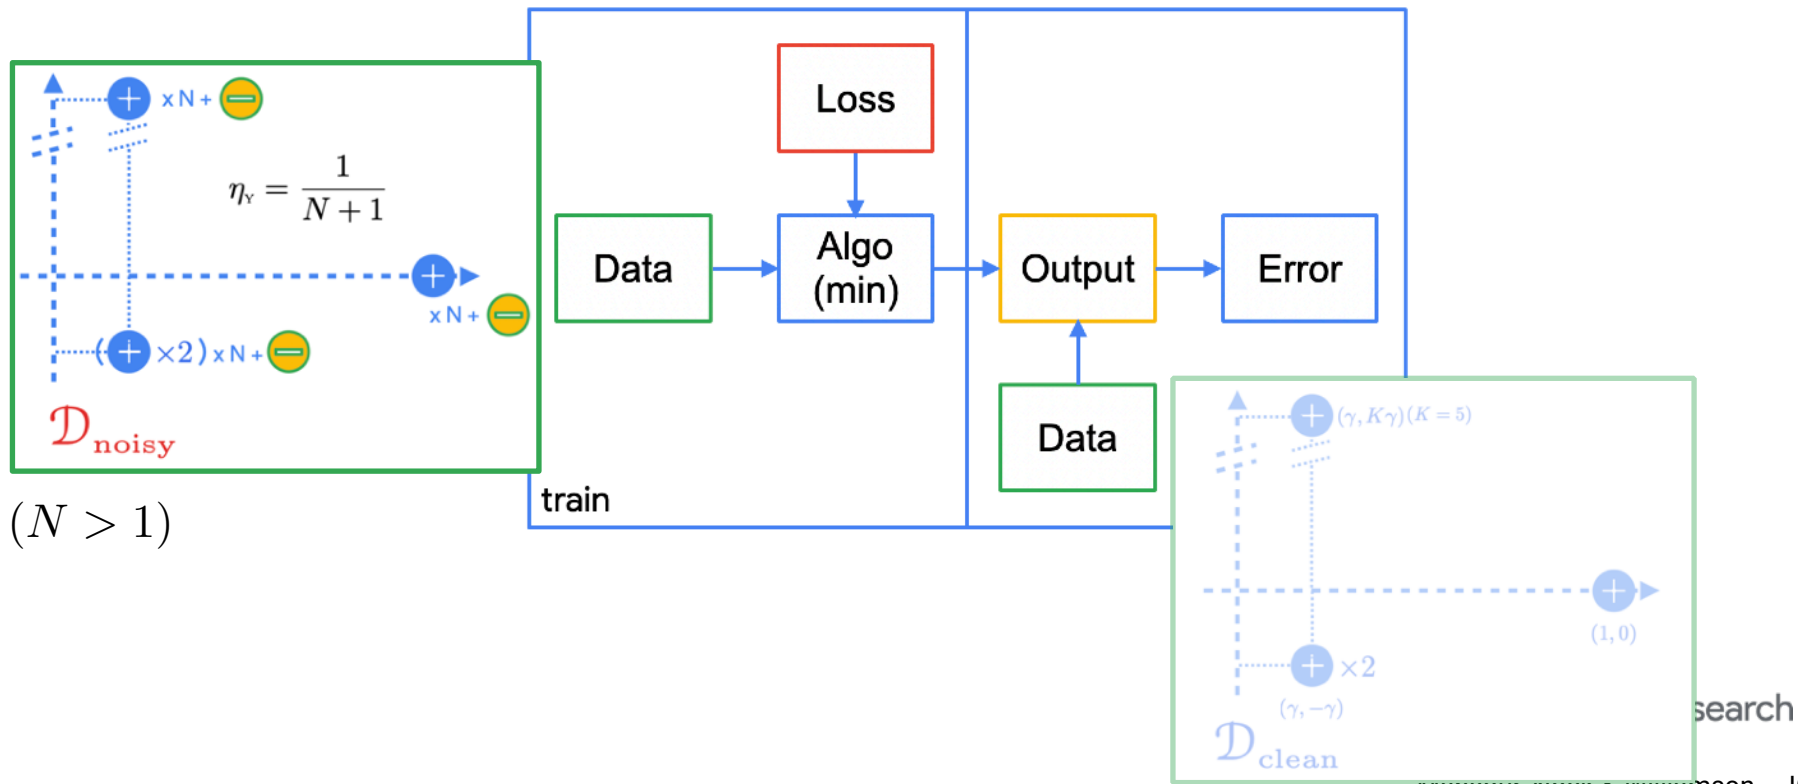 + x N + −
η_Y = 1 / (N + 1)
+
x N + −
( + ×2 ) x N + −
𝒟_noisy
(N > 1)
Loss
Data
Algo
(min)
Output
Error
Data
train
+ (γ, Kγ) (K = 5)
+
(1, 0)
+ ×2
(γ, −γ)
𝒟_clean
search